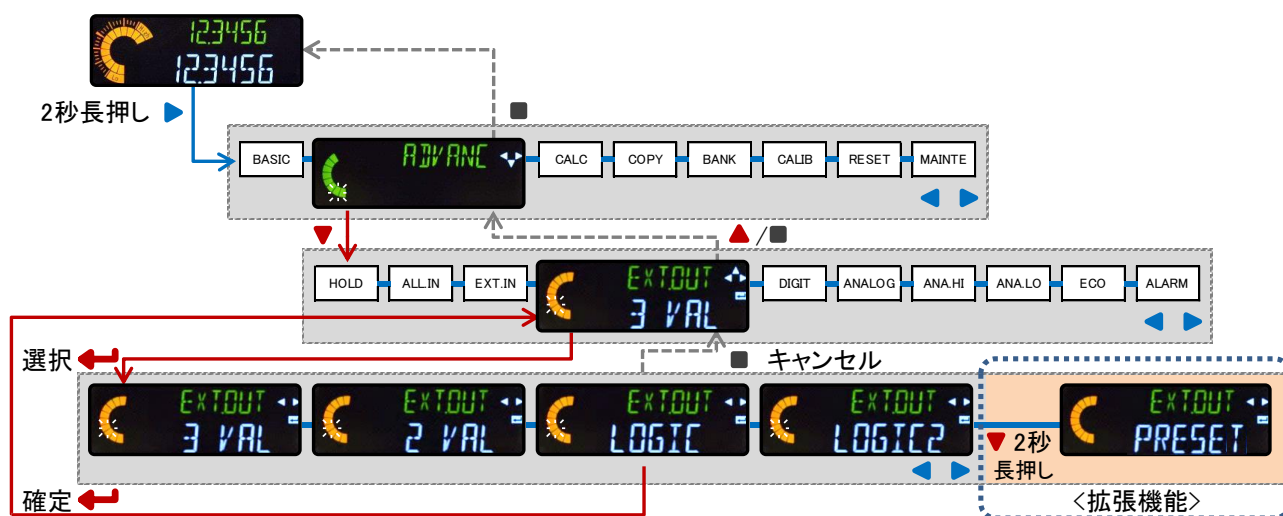 12.3456
12.3456
2秒長押し
BASIC
ADVANC
CALC
COPY
BANK
CALIB
RESET
MAINTE
/
HOLD
ALL.IN
EXT.IN
EXT.OUT
3 VAL
DIGIT
ANALOG
ANA.HI
ANA.LO
ECO
ALARM
選択
キャンセル
EXT.OUT
3 VAL
EXT.OUT
2 VAL
EXT.OUT
LOGIC
EXT.OUT
LOGIC2
2秒
長押し
EXT.OUT
PRESET
確定
<拡張機能>